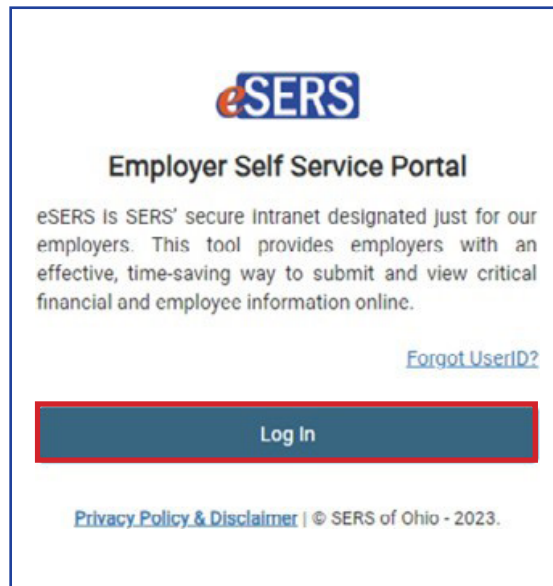 eSERS
Employer Self Service Portal
eSERS is SERS' secure intranet designated just for our
employers. This tool provides employers with an
effective, time-saving way to submit and view critical
financial and employee information online.
Forgot UserID?
Log In
Privacy Policy & Disclaimer | © SERS of Ohio - 2023.